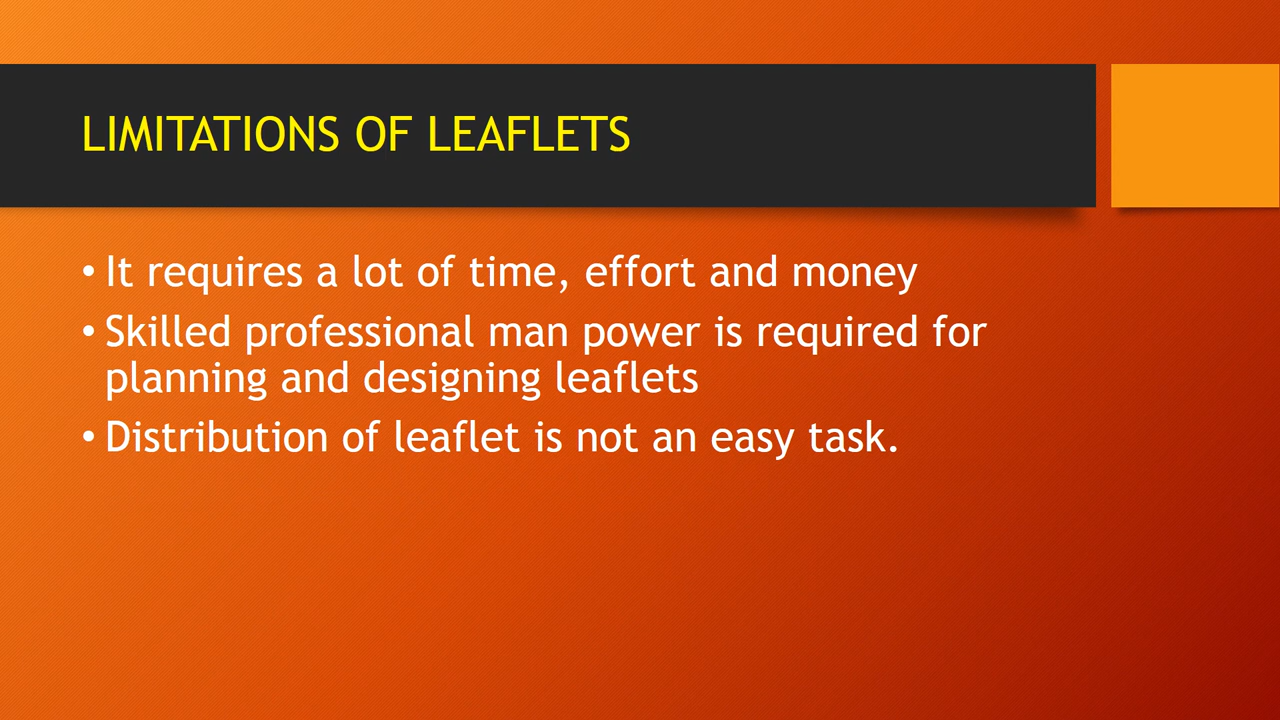 LIMITATIONS OF LEAFLETS
• It requires a lot of time, effort and money
• Skilled professional man power is required for
planning and designing leaflets
• Distribution of leaflet is not an easy task.